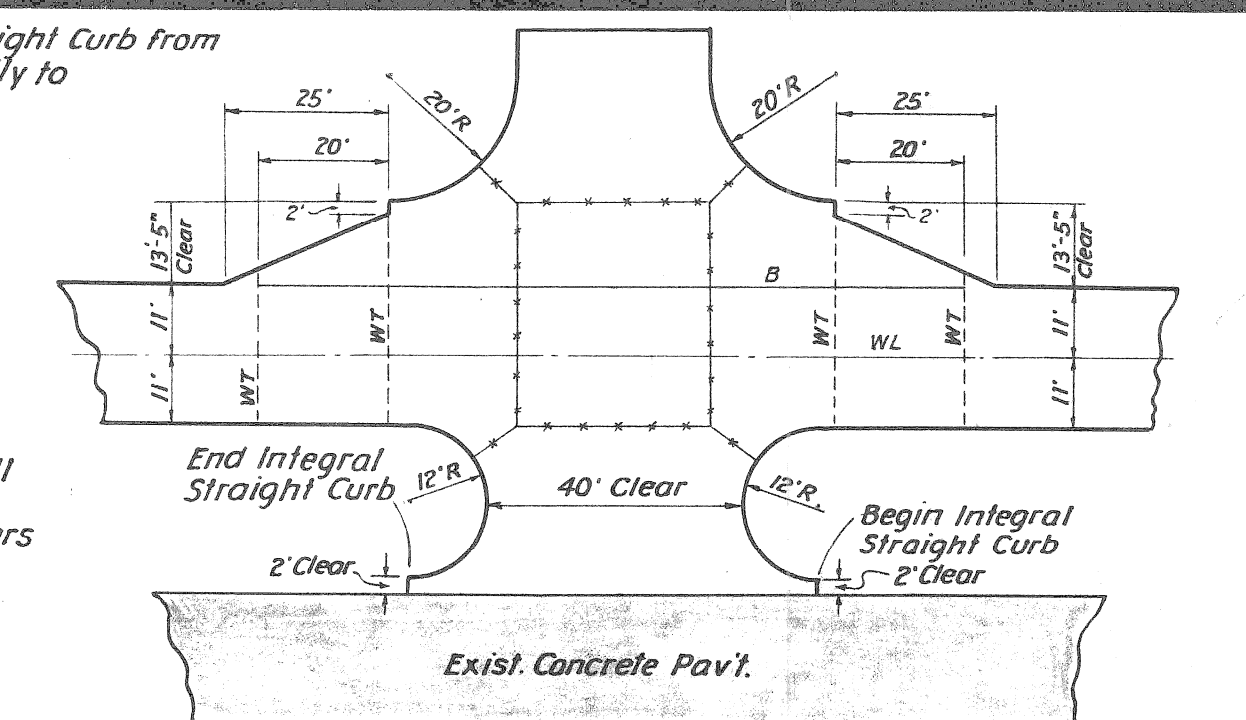 ight Curb from
ly to
25'
20'R
20'R
25'
20'
20'
2'
2'
13'-5"
Clear
13'-5"
Clear
B
11'
WT
WT
WL
WT
11'
11'
WT
11'
End Integral
Straight Curb
12'R
40' Clear
12'R.
Begin Integral
Straight Curb
ers
2' Clear
2' Clear
Exist. Concrete Pav't.